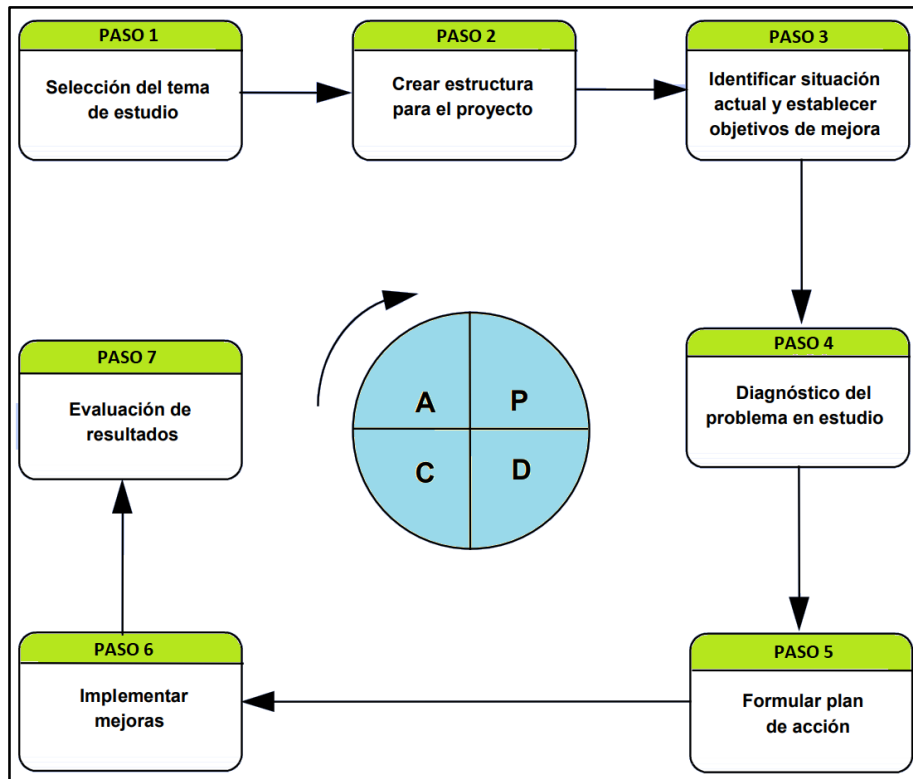 PASO 1
Selección del tema
de estudio
PASO 2
Crear estructura
para el proyecto
PASO 3
Identificar situación
actual y establecer
objetivos de mejora
PASO 4
Diagnóstico del
problema en estudio
PASO 5
Formular plan
de acción
PASO 6
Implementar
mejoras
PASO 7
Evaluación de
resultados
A
P
C
D